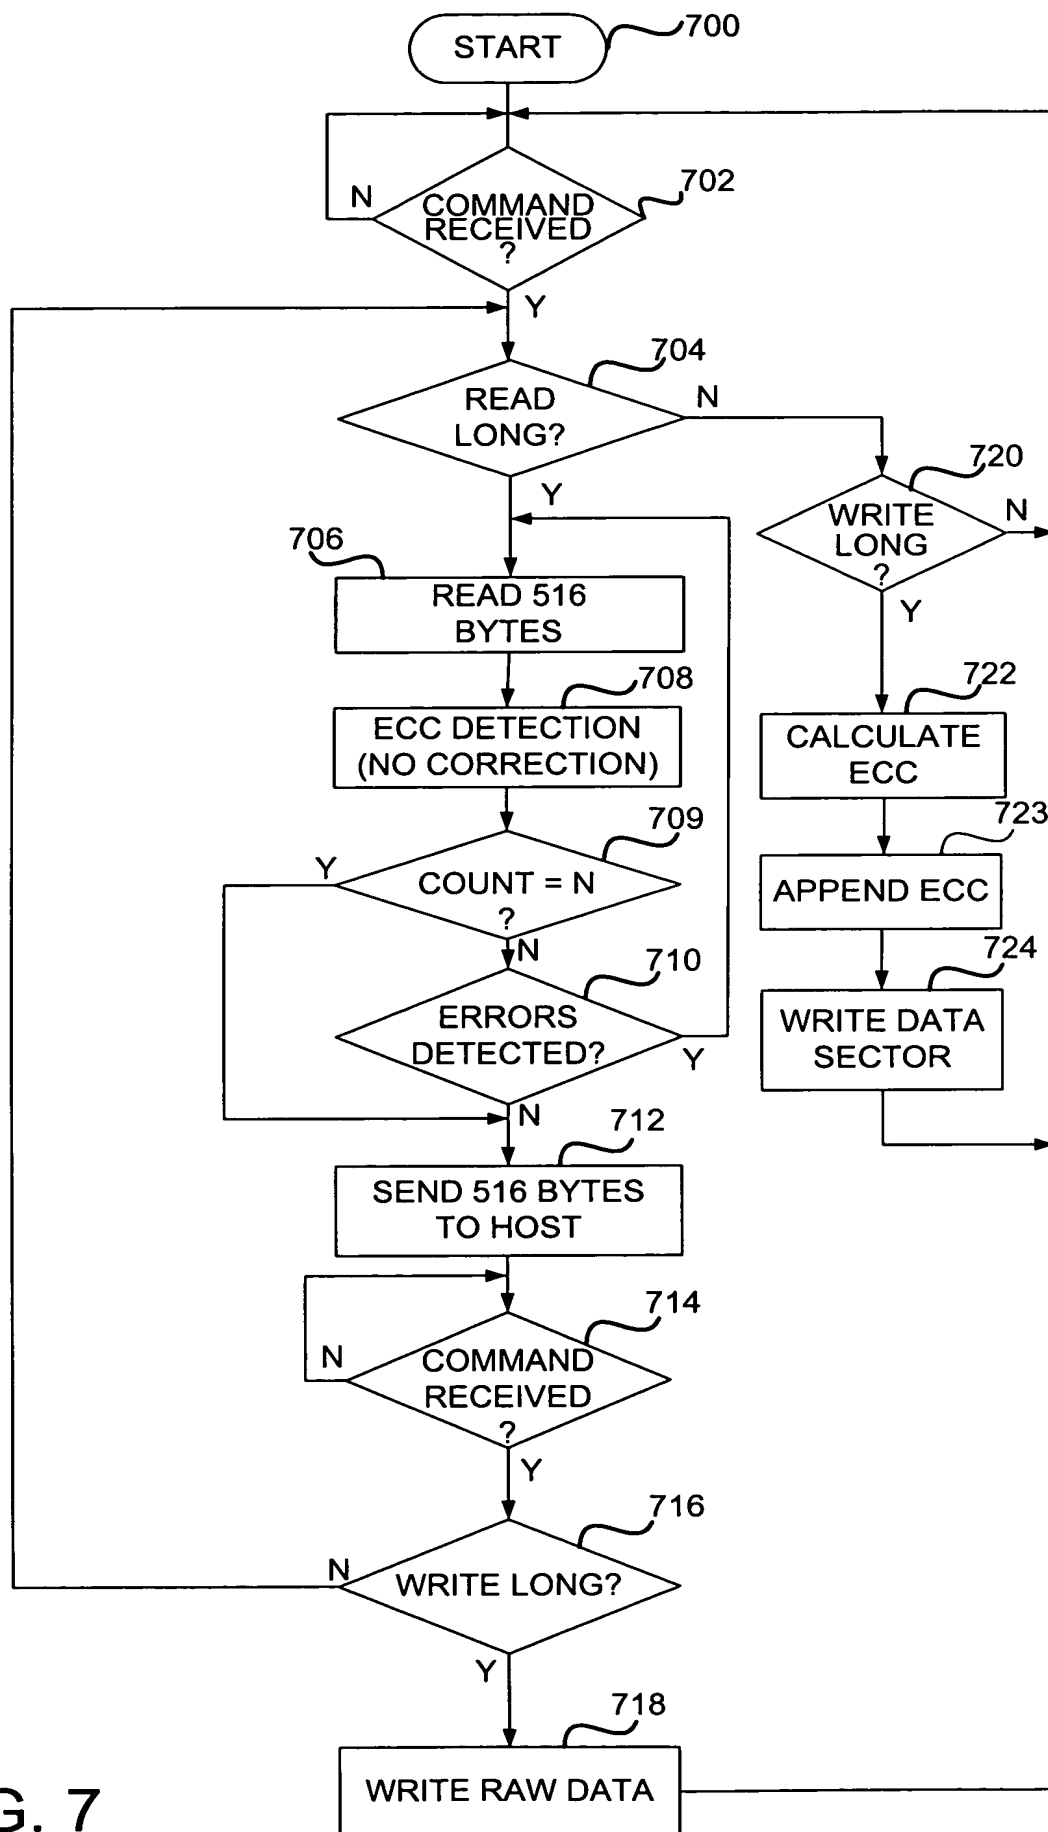 START
700
COMMAND
RECEIVED
?
702
N
Y
READ
LONG?
704
N
Y
WRITE
LONG
?
720
N
Y
706
READ 516
BYTES
708
ECC DETECTION
(NO CORRECTION)
722
CALCULATE
ECC
723
APPEND ECC
709
Y
COUNT = N
?
N
724
WRITE DATA
SECTOR
710
ERRORS
DETECTED?
Y
N
712
SEND 516 BYTES
TO HOST
714
N
COMMAND
RECEIVED
?
Y
716
N
WRITE LONG?
Y
718
WRITE RAW DATA
G. 7